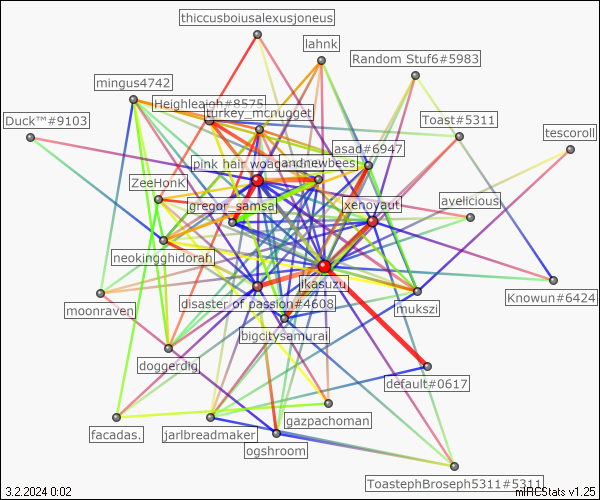 thiccusboiusalexusjoneus
lahnk
Random Stuf6#5983
mingus4742
Heighleaigh#8575
turkey_mcnugget
Duck™#9103
Toast#5311
tescoroll
asad#6947
pink hair woaq
andnewbees
ZeeHonk
gregor_samsa
xenoyaut
avelicious
neokingghidorah
ikasuzu
moonraven
disaster of passion#4608
mukszi
Knowun#6424
bigcitysamurai
doggerdig
default#0617
facadas.
jarlbreadmaker
gazpachoman
ogshroom
ToastephBroseph5311#5311
3.2.2024 0:02
mIRCStats v1.25